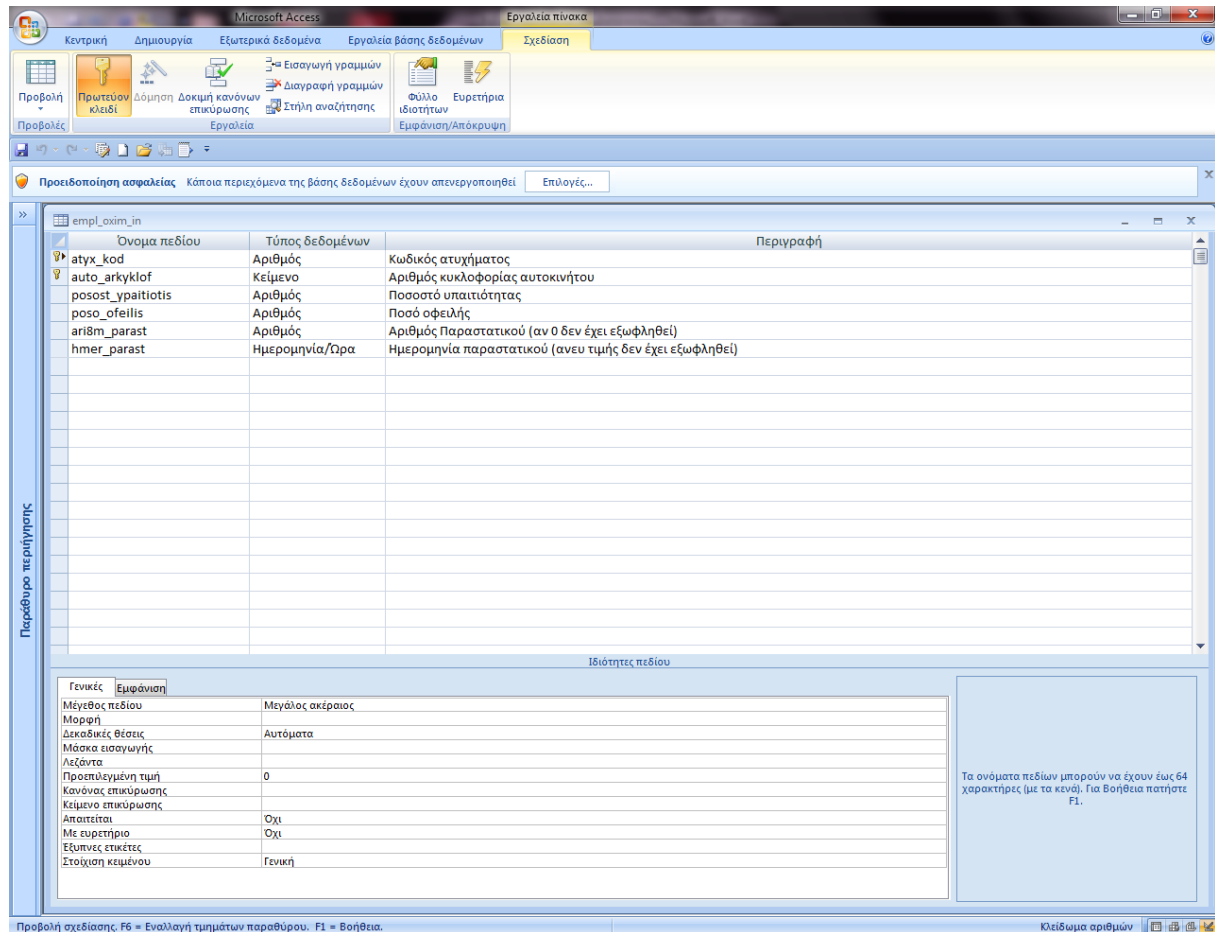 Microsoft Access
Εργαλεία πίνακα
Κεντρική Δημιουργία Εξωτερικά δεδομένα Εργαλεία βάσης δεδομένων Σχεδίαση
Προβολή
Προβολές
Πρωτεύον κλειδί
Δόμηση
Δοκιμή κανόνων επικύρωσης
Εισαγωγή γραμμών
Διαγραφή γραμμών
Στήλη αναζήτησης
Εργαλεία
Φύλλο ιδιοτήτων
Ευρετήρια
Εμφάνιση/Απόκρυψη
Προειδοποίηση ασφαλείας Κάποια περιεχόμενα της βάσης δεδομένων έχουν απενεργοποιηθεί Επιλογές...
Παράθυρο περιήγησης
empl_oxim_in
Όνομα πεδίου Τύπος δεδομένων Περιγραφή
atyx_kod Αριθμός Κωδικός ατυχήματος
auto_arkyklof Κείμενο Αριθμός κυκλοφορίας αυτοκινήτου
posost_ypaitiotis Αριθμός Ποσοστό υπαιτιότητας
poso_ofeilis Αριθμός Ποσό οφειλής
ari8m_parast Αριθμός Αριθμός Παραστατικού (αν 0 δεν έχει εξωφληθεί)
hmer_parast Ημερομηνία/Ώρα Ημερομηνία παραστατικού (ανευ τιμής δεν έχει εξωφληθεί)
Ιδιότητες πεδίου
Γενικές Εμφάνιση
Μέγεθος πεδίου Μεγάλος ακέραιος
Μορφή
Δεκαδικές θέσεις Αυτόματα
Μάσκα εισαγωγής
Λεζάντα
Προεπιλεγμένη τιμή 0
Κανόνας επικύρωσης
Κείμενο επικύρωσης
Απαιτείται Όχι
Με ευρετήριο Όχι
Έξυπνες ετικέτες
Στοίχιση κειμένου Γενική
Τα ονόματα πεδίων μπορούν να έχουν έως 64
χαρακτήρες (με τα κενά). Για Βοήθεια πατήστε
F1.
Προβολή σχεδίασης. F6 = Εναλλαγή τμημάτων παραθύρου. F1 = Βοήθεια. Κλείδωμα αριθμών